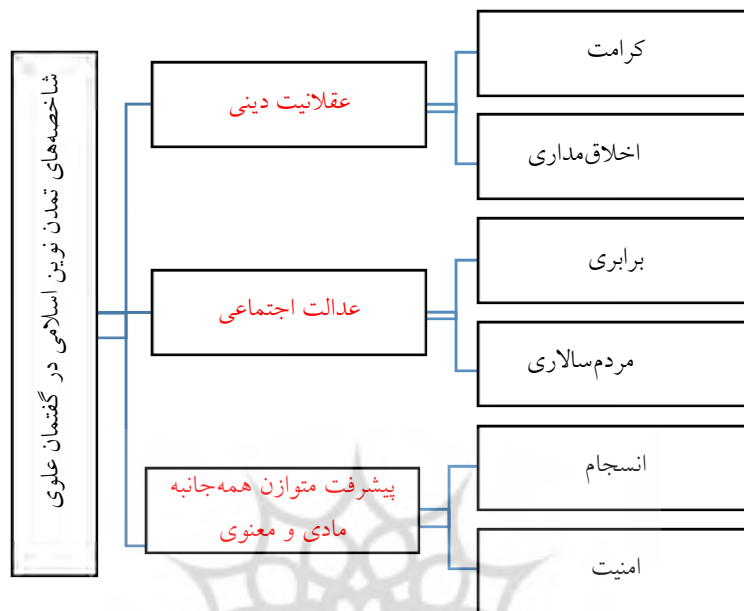 شاخصه‌های تمدن نوین اسلامی در گفتمان علوی
عقلانیت دینی
کرامت
اخلاق‌مداری
عدالت اجتماعی
برابری
مردم‌سالاری
پیشرفت متوازن همه‌جانبه
مادی و معنوی
انسجام
امنیت